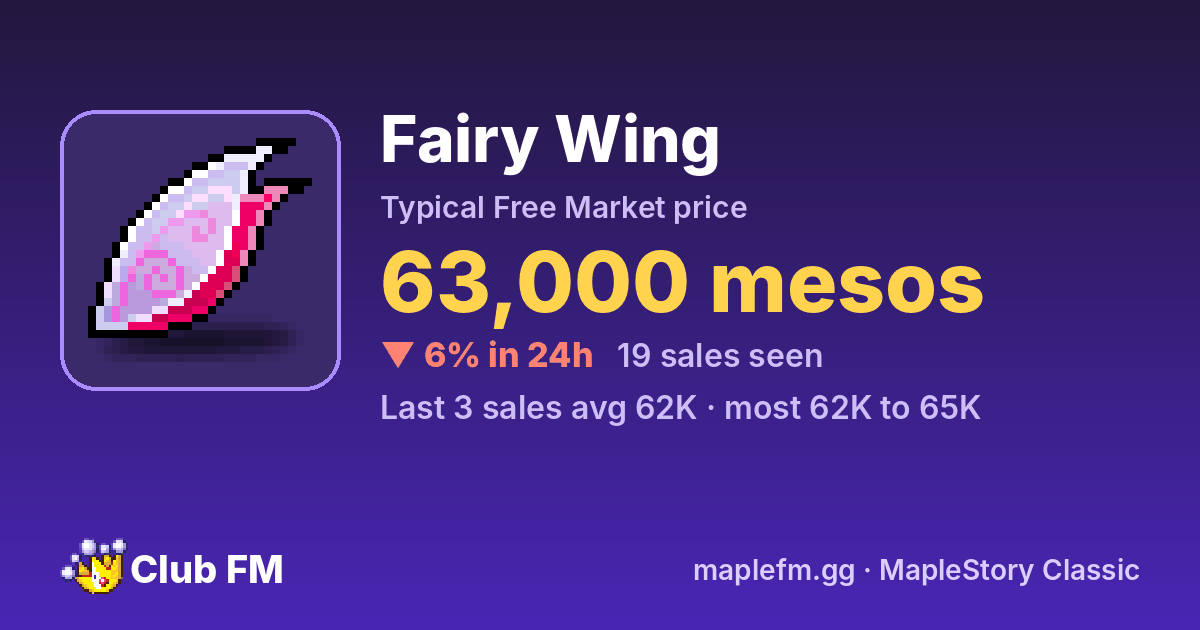 Fairy Wing
Typical Free Market price
63,000 mesos
▼ 6% in 24h 19 sales seen
Last 3 sales avg 62K · most 62K to 65K
Club FM
maplefm.gg · MapleStory Classic